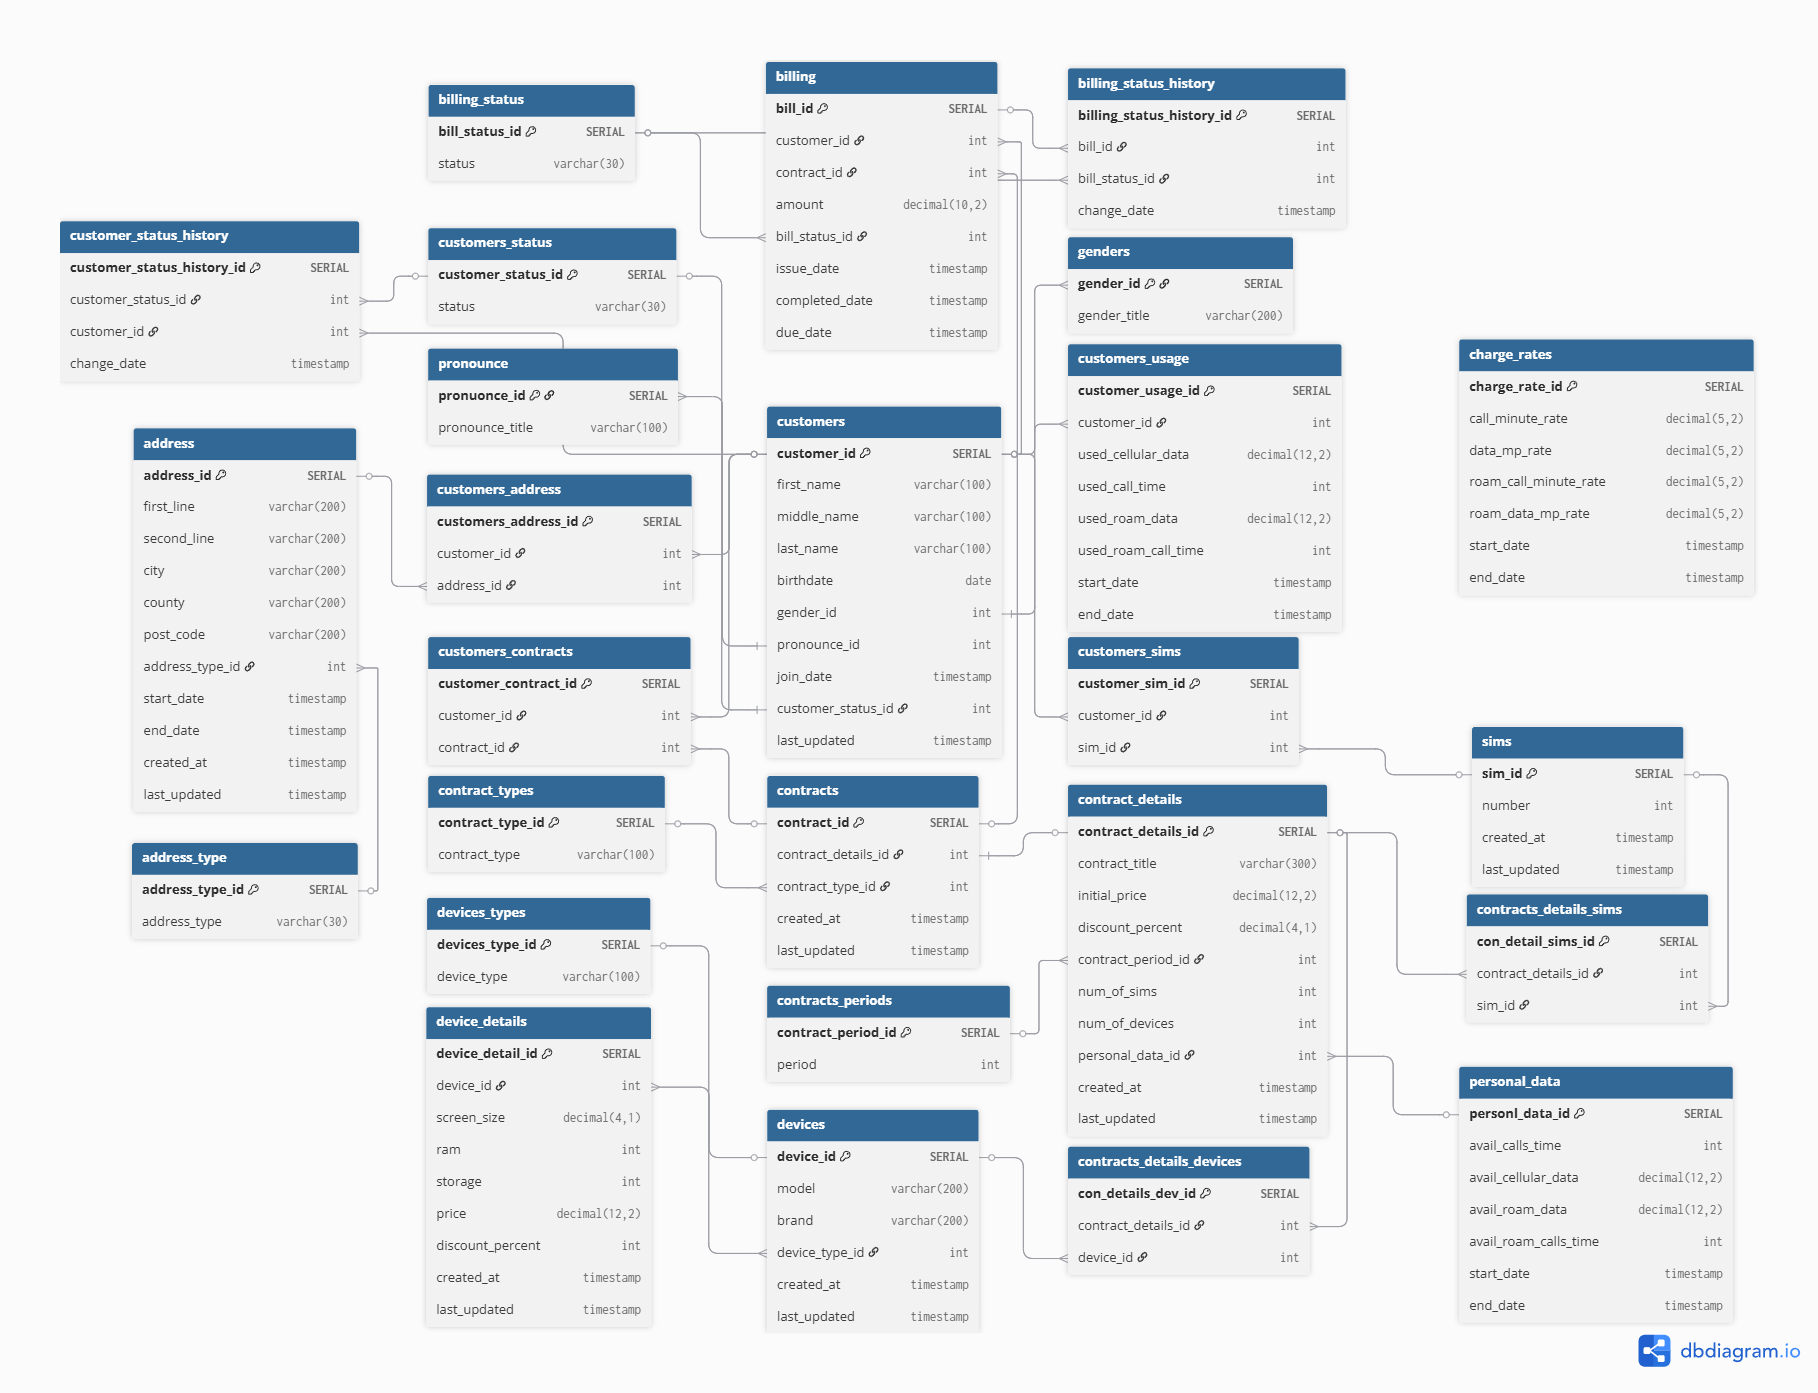 billing_status
bill_status_id SERIAL
status varchar(30)
billing
bill_id SERIAL
customer_id int
contract_id int
amount decimal(10,2)
bill_status_id int
issue_date timestamp
completed_date timestamp
due_date timestamp
billing_status_history
billing_status_history_id SERIAL
bill_id int
bill_status_id int
change_date timestamp
customer_status_history
customer_status_history_id SERIAL
customer_status_id int
customer_id int
change_date timestamp
customers_status
customer_status_id SERIAL
status varchar(30)
genders
gender_id SERIAL
gender_title varchar(200)
pronounce
pronuonce_id SERIAL
pronounce_title varchar(100)
customers_usage
customer_usage_id SERIAL
customer_id int
used_cellular_data decimal(12,2)
used_call_time int
used_roam_data decimal(12,2)
used_roam_call_time int
start_date timestamp
end_date timestamp
charge_rates
charge_rate_id SERIAL
call_minute_rate decimal(5,2)
data_mp_rate decimal(5,2)
roam_call_minute_rate decimal(5,2)
roam_data_mp_rate decimal(5,2)
start_date timestamp
end_date timestamp
address
address_id SERIAL
first_line varchar(200)
second_line varchar(200)
city varchar(200)
county varchar(200)
post_code varchar(200)
address_type_id int
start_date timestamp
end_date timestamp
created_at timestamp
last_updated timestamp
customers_address
customers_address_id SERIAL
customer_id int
address_id int
customers
customer_id SERIAL
first_name varchar(100)
middle_name varchar(100)
last_name varchar(100)
birthdate date
gender_id int
pronounce_id int
join_date timestamp
customer_status_id int
last_updated timestamp
customers_contracts
customer_contract_id SERIAL
customer_id int
contract_id int
customers_sims
customer_sim_id SERIAL
customer_id int
sim_id int
sims
sim_id SERIAL
number int
created_at timestamp
last_updated timestamp
address_type
address_type_id SERIAL
address_type varchar(30)
contract_types
contract_type_id SERIAL
contract_type varchar(100)
contracts
contract_id SERIAL
contract_details_id int
contract_type_id int
created_at timestamp
last_updated timestamp
contract_details
contract_details_id SERIAL
contract_title varchar(300)
initial_price decimal(12,2)
discount_percent decimal(4,1)
contract_period_id int
num_of_sims int
num_of_devices int
personal_data_id int
created_at timestamp
last_updated timestamp
contracts_details_sims
con_detail_sims_id SERIAL
contract_details_id int
sim_id int
devices_types
devices_type_id SERIAL
device_type varchar(100)
contracts_periods
contract_period_id SERIAL
period int
device_details
device_detail_id SERIAL
device_id int
screen_size decimal(4,1)
ram int
storage int
price decimal(12,2)
discount_percent int
created_at timestamp
last_updated timestamp
devices
device_id SERIAL
model varchar(200)
brand varchar(200)
device_type_id int
created_at timestamp
last_updated timestamp
contracts_details_devices
con_details_dev_id SERIAL
contract_details_id int
device_id int
personal_data
personl_data_id SERIAL
avail_calls_time int
avail_cellular_data decimal(12,2)
avail_roam_data decimal(12,2)
avail_roam_calls_time int
start_date timestamp
end_date timestamp
dbdiagram.io